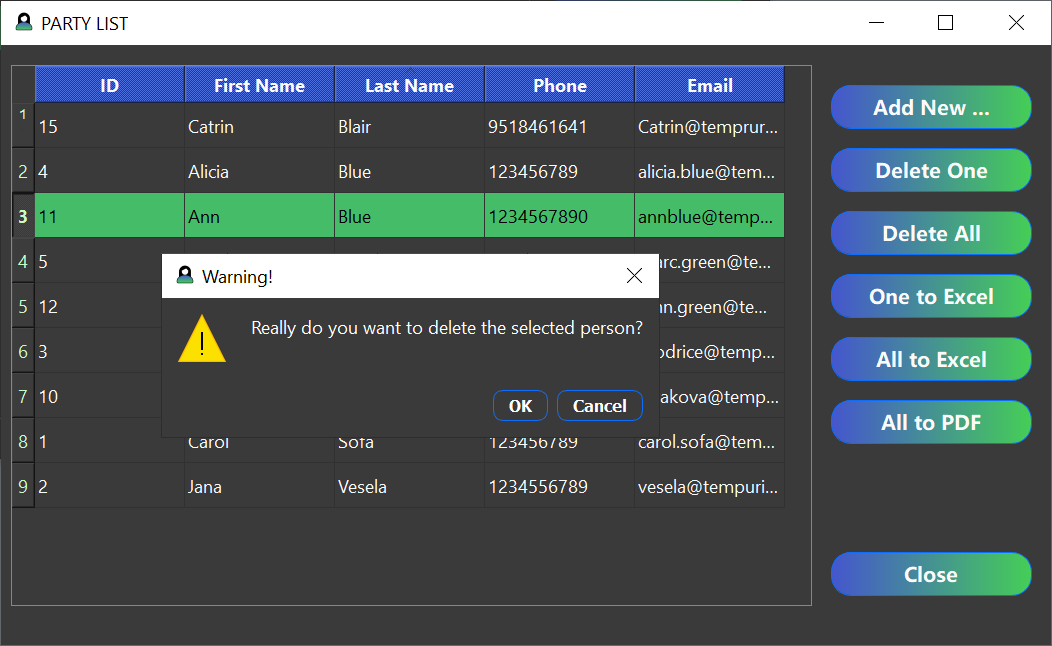 PARTY LIST
ID First Name Last Name Phone Email
1 15 Catrin Blair 9518461641 Catrin@temprur...
2 4 Alicia Blue 123456789 alicia.blue@tem...
3 11 Ann Blue 1234567890 annblue@temp...
4 5 rc.green@te...
5 12 n.green@te...
6 3 drice@temp...
7 10 akova@temp...
8 1 Carol Sofa 123456789 carol.sofa@tem...
9 2 Jana Vesela 1234556789 vesela@tempuri...
Warning!
Really do you want to delete the selected person?
OK Cancel
Add New ...
Delete One
Delete All
One to Excel
All to Excel
All to PDF
Close